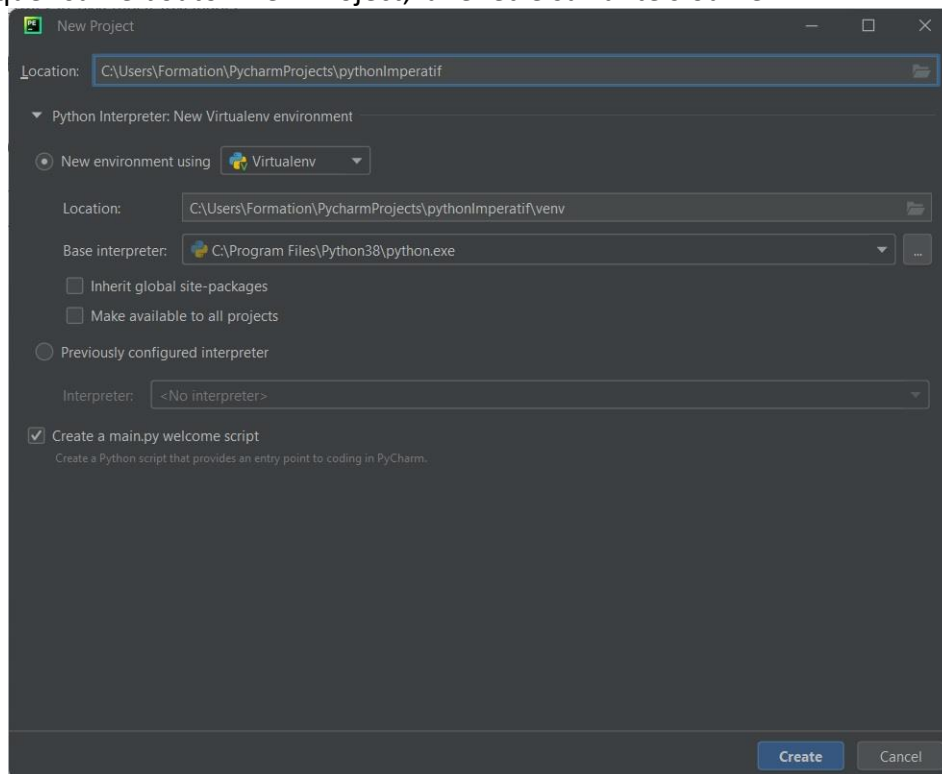 New Project
Location: C:\Users\Formation\PycharmProjects\pythonImperatif
Python Interpreter: New Virtualenv environment
New environment using Virtualenv
Location: C:\Users\Formation\PycharmProjects\pythonImperatif\venv
Base interpreter: C:\Program Files\Python38\python.exe ...
Inherit global site-packages
Make available to all projects
Previously configured interpreter
Interpreter: <No interpreter>
Create a main.py welcome script
Create a Python script that provides an entry point to coding in PyCharm.
Create Cancel